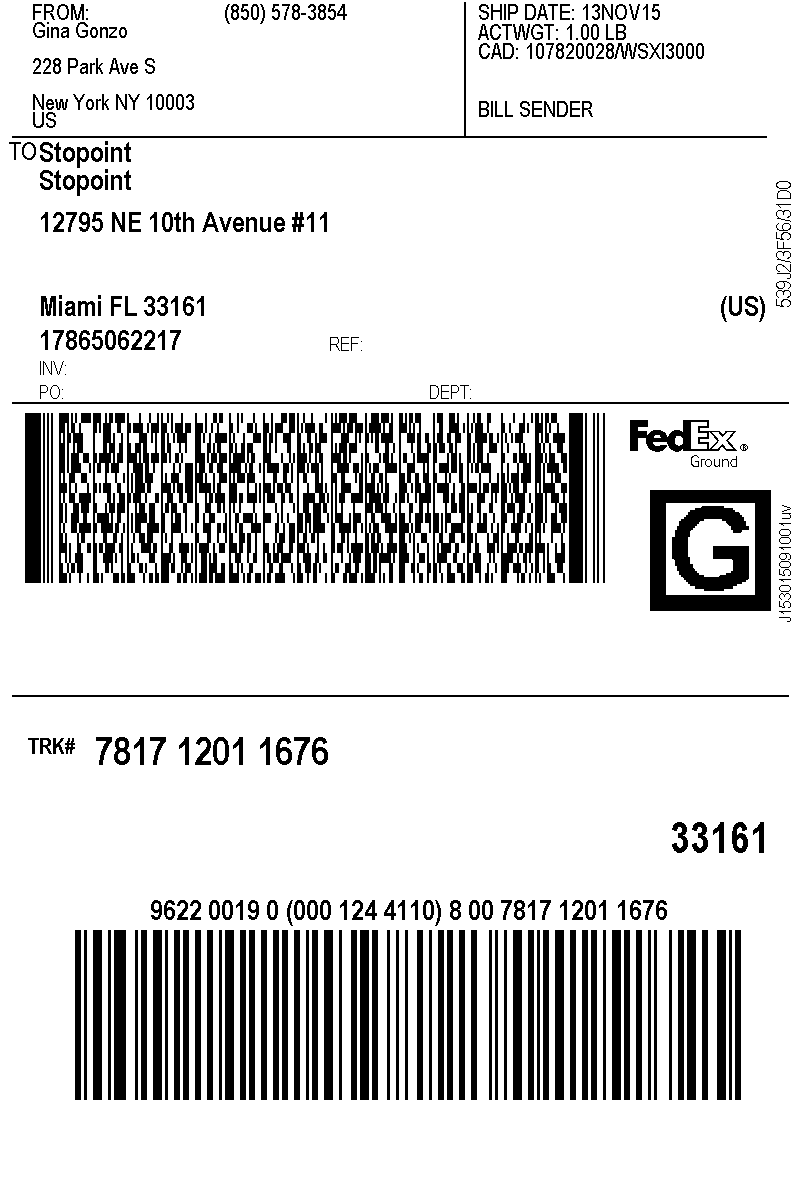 FROM: (850) 578-3854
Gina Gonzo
228 Park Ave S
New York NY 10003
US
SHIP DATE: 13NOV15
ACTWGT: 1.00 LB
CAD: 107820028/WSXI3000
BILL SENDER
TO Stopoint
Stopoint
12795 NE 10th Avenue #11
Miami FL 33161 (US)
17865062217 REF:
INV:
PO: DEPT:
539J2/3F56/31D0
FedEx®
Ground
G
J153015091001uv
TRK# 7817 1201 1676
33161
9622 0019 0 (000 124 4110) 8 00 7817 1201 1676